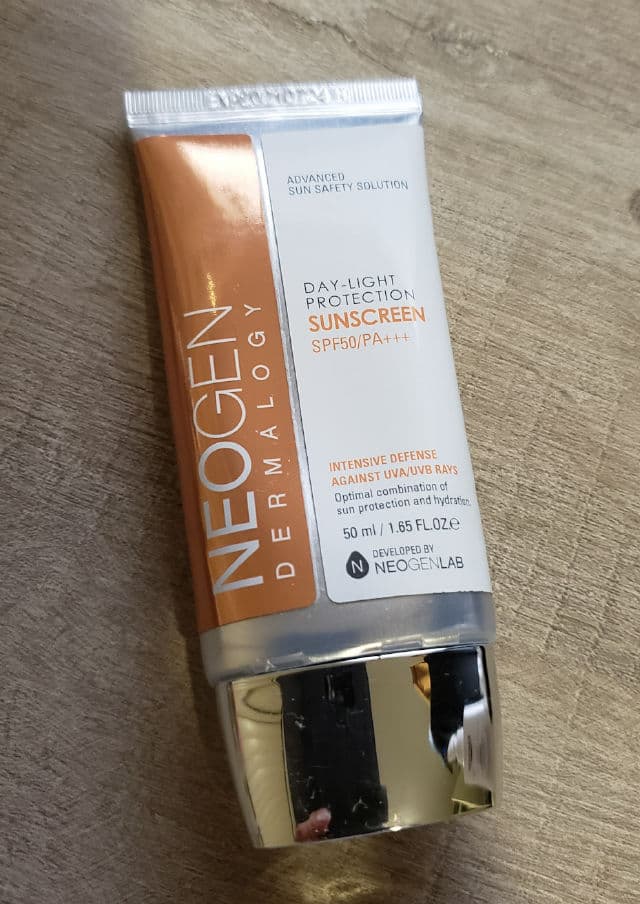 ADVANCED
SUN SAFETY SOLUTION
DAY-LIGHT
PROTECTION
SUNSCREEN
SPF50/PA+++
INTENSIVE DEFENSE
AGAINST UVA/UVB RAYS
Optimal combination of
sun protection and hydration.
50 ml / 1.65 FL.OZ.e
N DEVELOPED BY
NEOGENLAB
NEOGEN
DERMALOGY